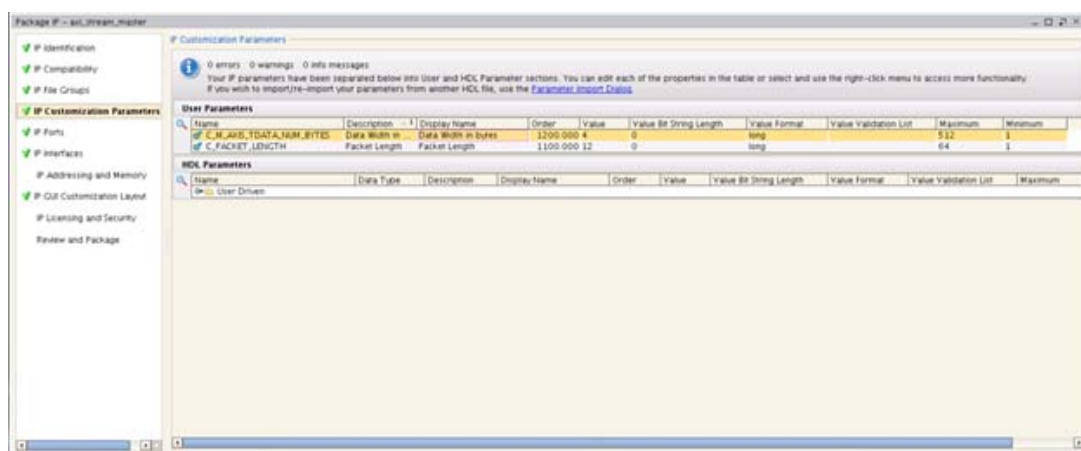 Package IP - axi_stream_master
IP Identification
IP Compatibility
IP File Groups
IP Customization Parameters
IP Ports
IP Interfaces
IP Addressing and Memory
IP GUI Customization Layout
IP Licensing and Security
Review and Package
IP Customization Parameters
0 errors 0 warnings 0 info messages
Your IP parameters have been separated below into User and HDL Parameter sections. You can edit each of the properties in the table or select and use the right-click menu to access more functionality.
If you wish to import/re-import your parameters from another HDL file, use the Parameter Import Dialog.
User Parameters
Name Description 1 Display Name Order Value Value Bit String Length Value Format Value Validation List Maximum Minimum
C_M_AXIS_TDATA_NUM_BYTES Data Width in ... Data Width in bytes 1200.000 4 0 long 512 1
C_PACKET_LENGTH Packet Length Packet Length 1100.000 12 0 long 64 1
HDL Parameters
Name Data Type Description Display Name Order Value Value Bit String Length Value Format Value Validation List Maximum
User Driven